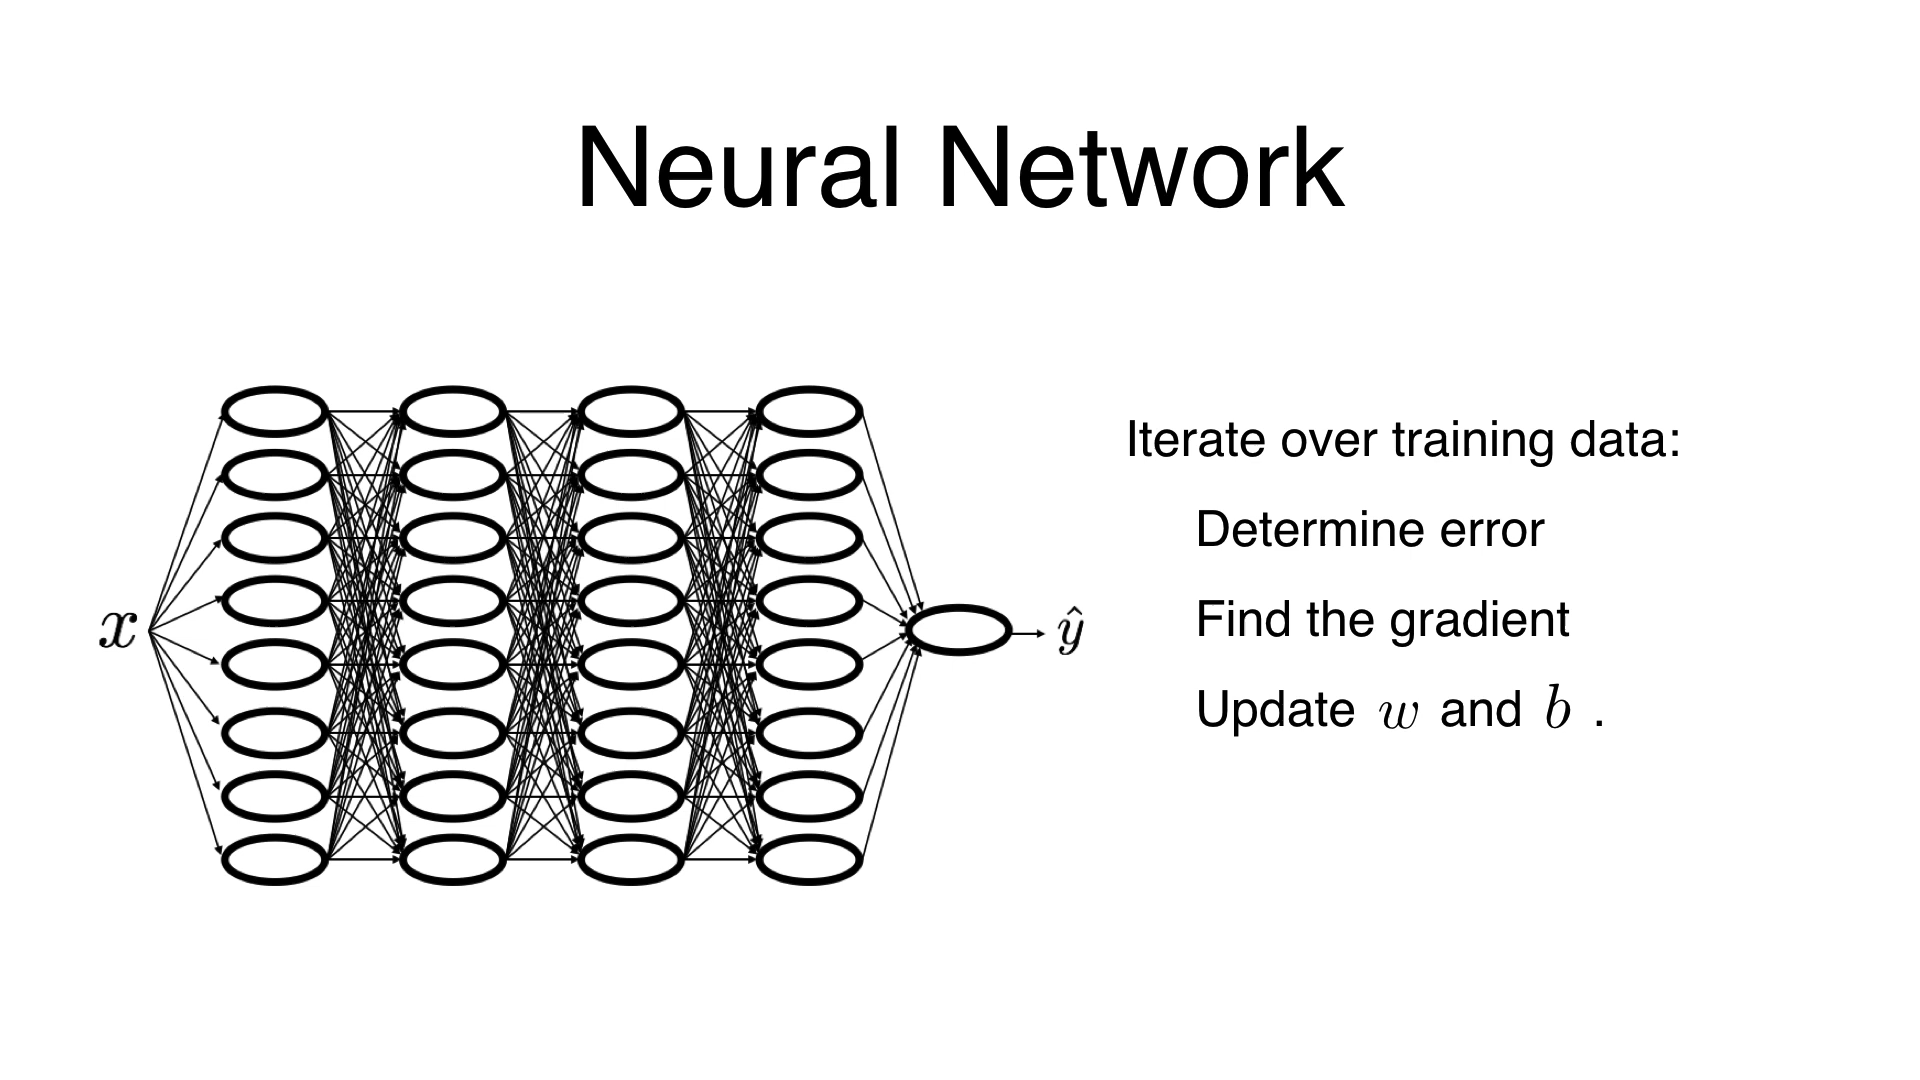 Neural Network
Iterate over training data:
Determine error
x
ŷ
Find the gradient
Update w and b .